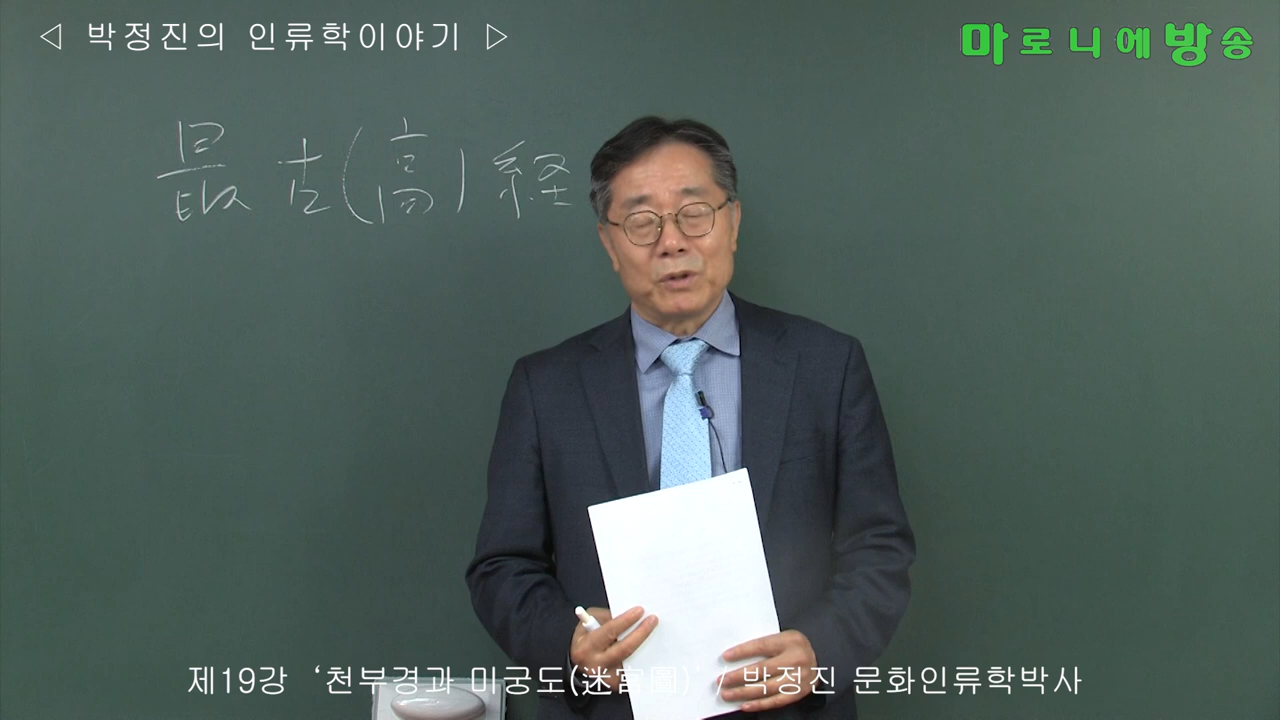 ◁ 박정진의 인류학이야기 ▷
마로니에방송
最古(高)経
제19강 ‘천부경과 미궁도(迷宮圖)’ / 박정진 문화인류학박사